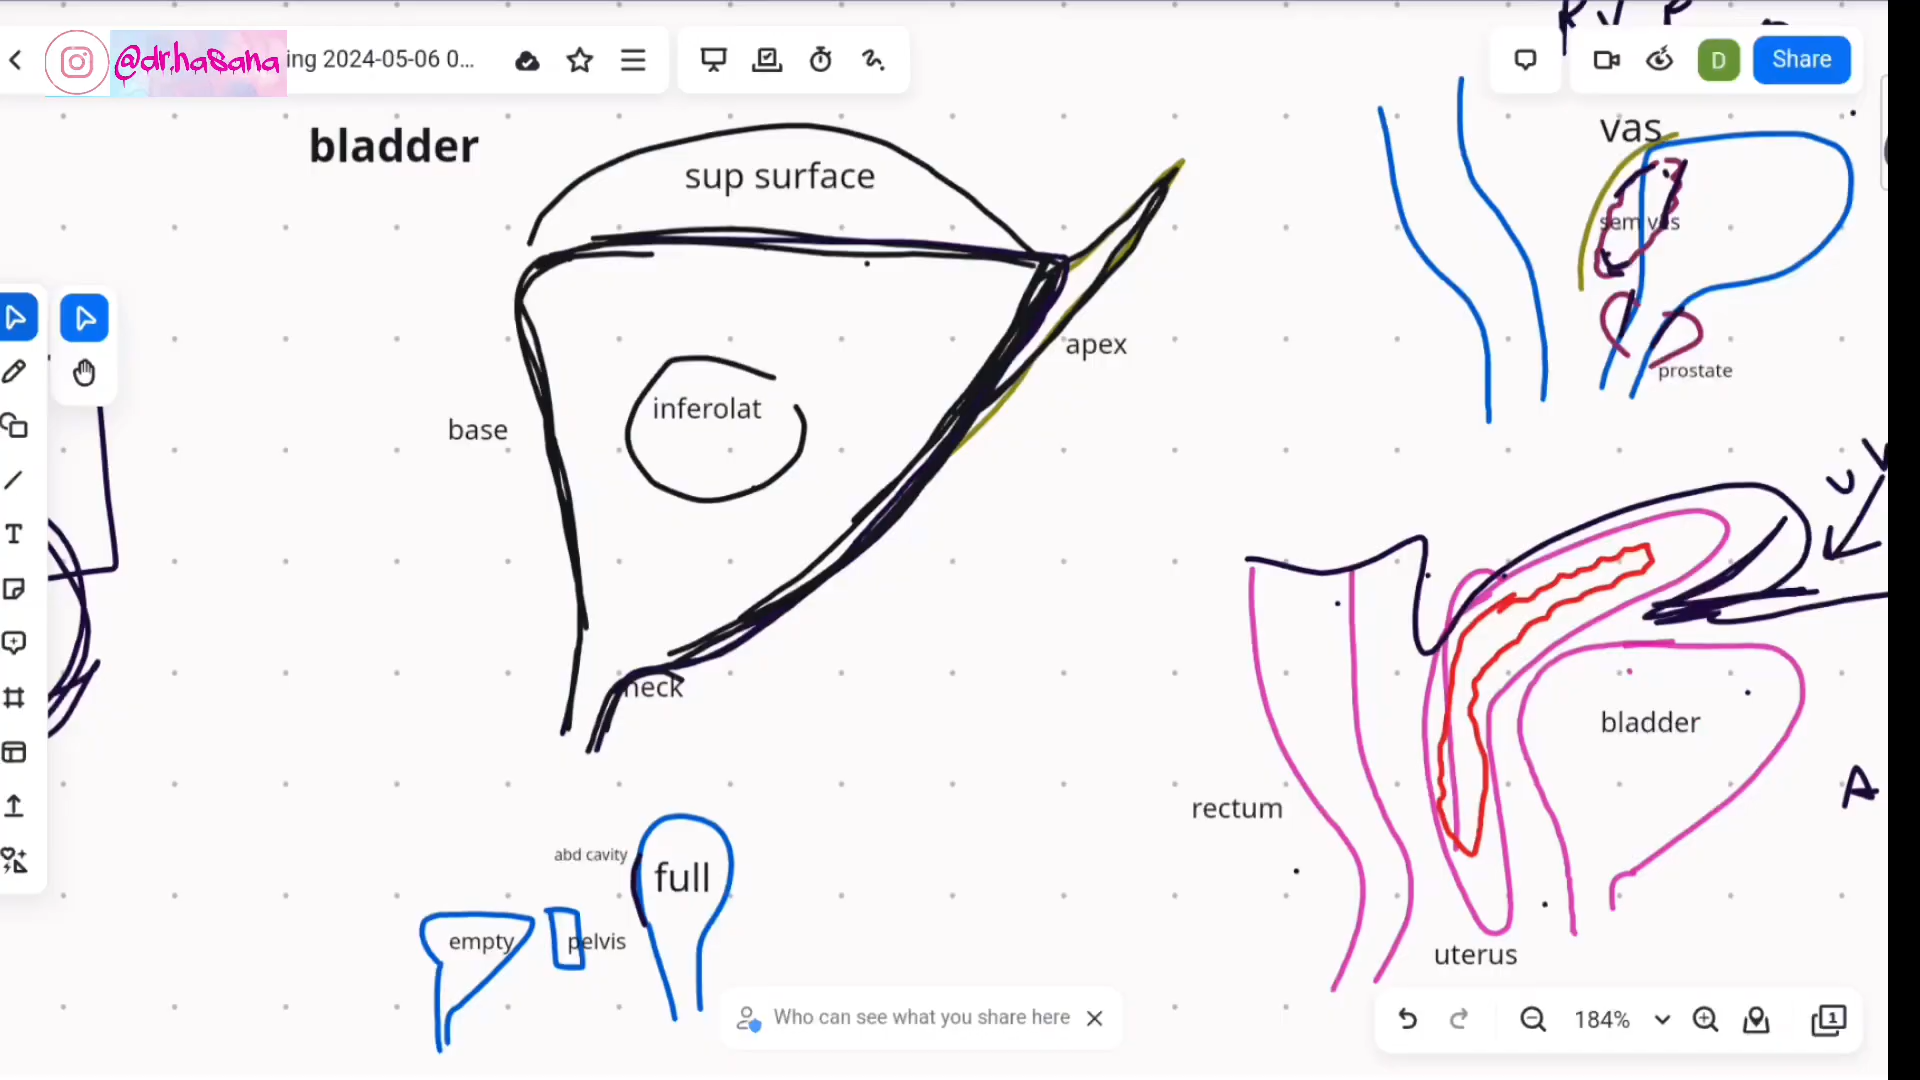 @dr.hasana
ing 2024-05-06 0...
D
Share
bladder
sup surface
apex
base
inferolat
neck
vas
sem ves
prostate
abd cavity
full
empty
pelvis
rectum
uterus
bladder
U V
A
Who can see what you share here
184%
1
T